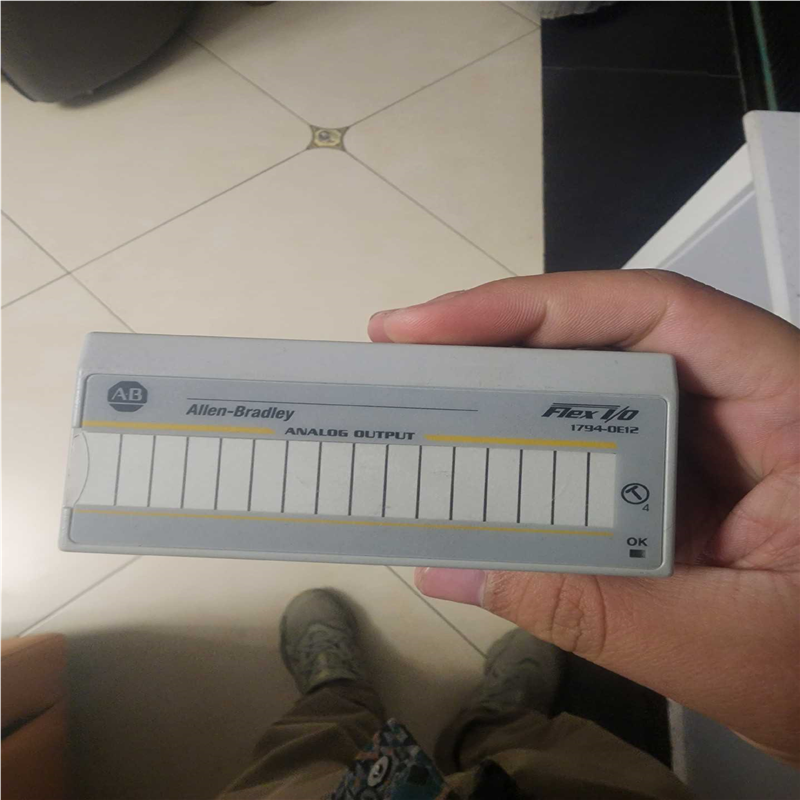 AB
Allen-Bradley
Flex I/O
1794-OE12
ANALOG OUTPUT
4
OK